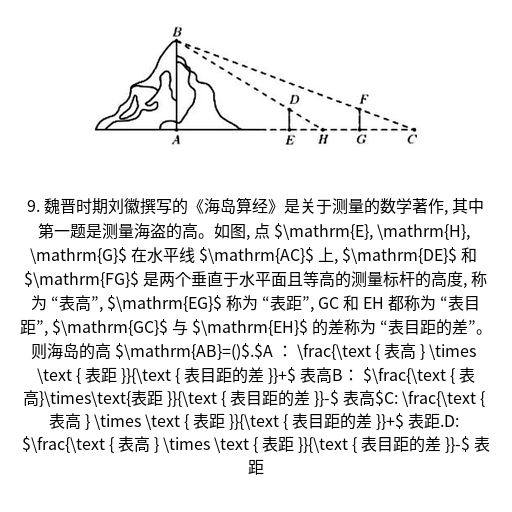 B
D
F
A
E
H
G
C
9. 魏晋时期刘徽撰写的《海岛算经》是关于测量的数学著作, 其中
第一题是测量海盗的高。如图, 点 $\mathrm{E}, \mathrm{H},
\mathrm{G}$ 在水平线 $\mathrm{AC}$ 上, $\mathrm{DE}$ 和
$\mathrm{FG}$ 是两个垂直于水平面且等高的测量标杆的高度, 称
为 “表高”, $\mathrm{EG}$ 称为 “表距”, GC 和 EH 都称为 “表目
距”, $\mathrm{GC}$ 与 $\mathrm{EH}$ 的差称为 “表目距的差”。
则海岛的高 $\mathrm{AB}=()$.$A ： \frac{\text { 表高 } \times
\text { 表距 }}{\text { 表目距的差 }}+$ 表高B： $\frac{\text { 表
高}\times\text{表距 }}{\text { 表目距的差 }}-$ 表高$C: \frac{\text {
表高 } \times \text { 表距 }}{\text { 表目距的差 }}+$ 表距.D:
$\frac{\text { 表高 } \times \text { 表距 }}{\text { 表目距的差 }}-$ 表
距